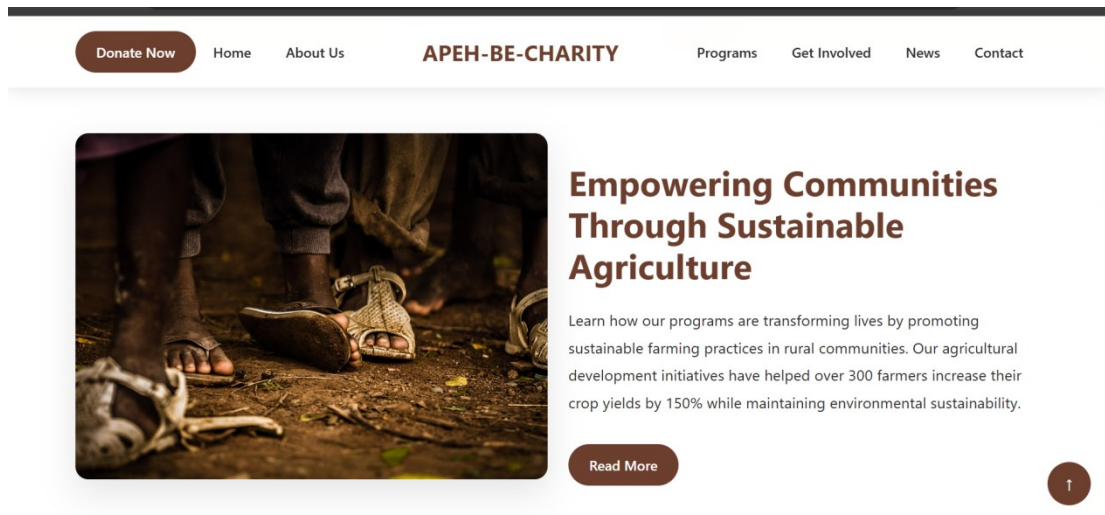 Donate Now
Home
About Us
APEH-BE-CHARITY
Programs
Get Involved
News
Contact
Empowering Communities
Through Sustainable
Agriculture
Learn how our programs are transforming lives by promoting
sustainable farming practices in rural communities. Our agricultural
development initiatives have helped over 300 farmers increase their
crop yields by 150% while maintaining environmental sustainability.
Read More
↑